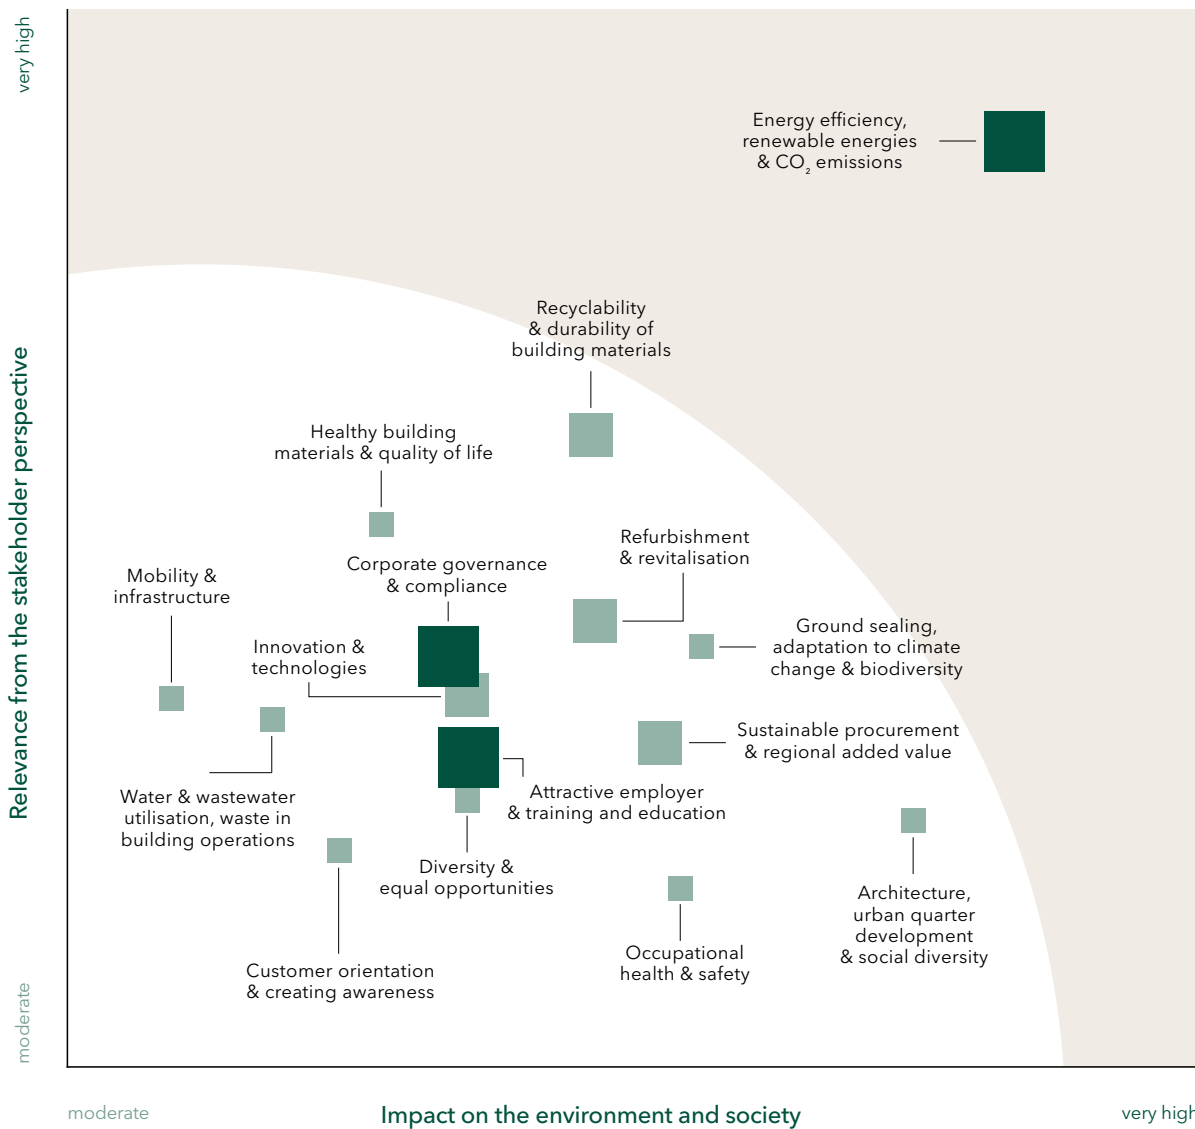 very high
Energy efficiency,
renewable energies
& CO₂ emissions
Recyclability
& durability of
building materials
Relevance from the stakeholder perspective
Healthy building
materials & quality of life
Refurbishment
& revitalisation
Corporate governance
& compliance
Mobility &
infrastructure
Ground sealing,
adaptation to climate
change & biodiversity
Innovation &
technologies
Sustainable procurement
& regional added value
Water & wastewater
utilisation, waste in
building operations
Attractive employer
& training and education
Diversity &
equal opportunities
Architecture,
urban quarter
development
& social diversity
Occupational
health & safety
Customer orientation
& creating awareness
moderate
moderate
Impact on the environment and society
very high